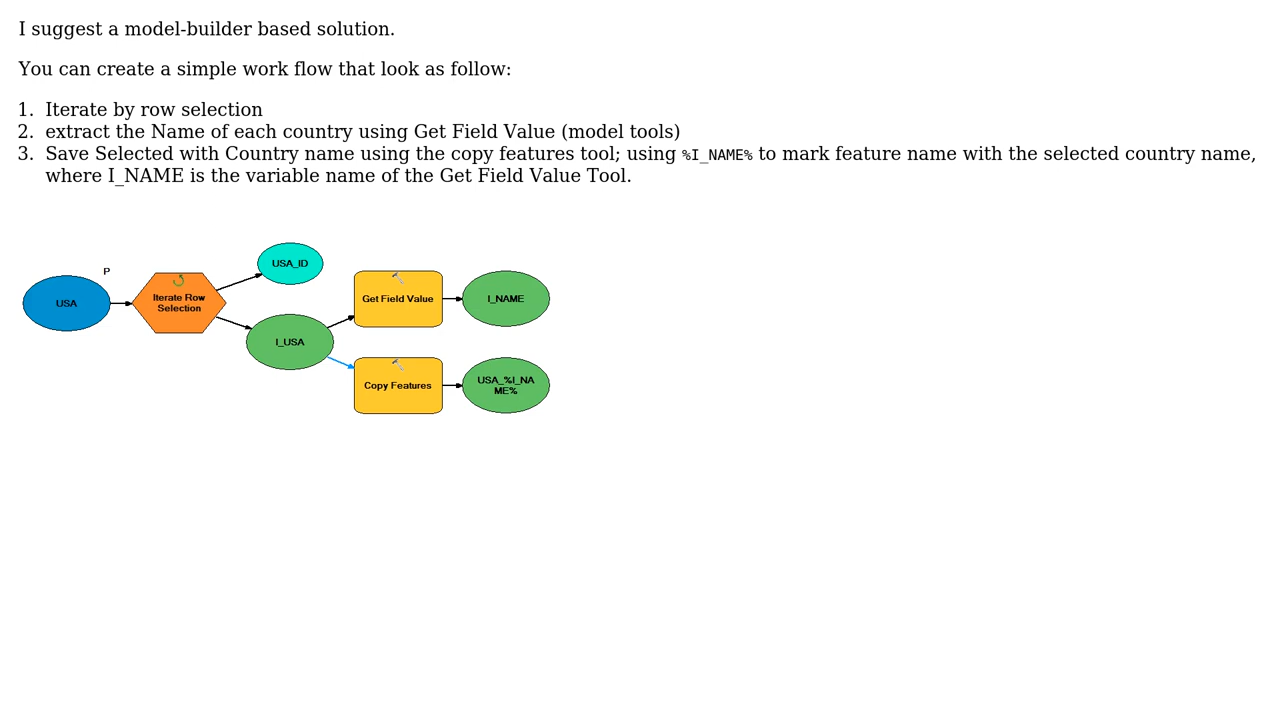 I suggest a model-builder based solution.
You can create a simple work flow that look as follow:
1. Iterate by row selection
2. extract the Name of each country using Get Field Value (model tools)
3. Save Selected with Country name using the copy features tool; using %I_NAME% to mark feature name with the selected country name,
where I_NAME is the variable name of the Get Field Value Tool.
P
USA
Iterate Row
Selection
USA_ID
I_USA
Get Field Value
I_NAME
Copy Features
USA_%I_NA
ME%